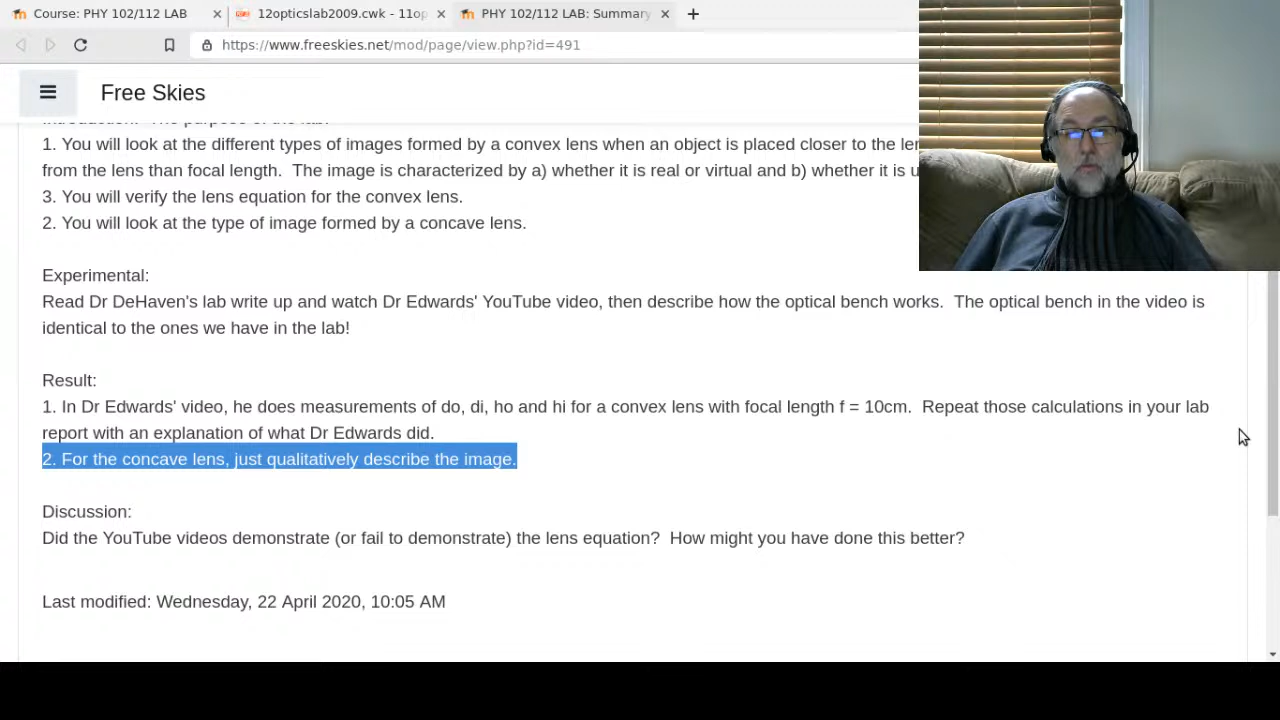 Course: PHY 102/112 LAB
12opticslab2009.cwk - 11op
PHY 102/112 LAB: Summary
https://www.freeskies.net/mod/page/view.php?id=491
Free Skies
1. You will look at the different types of images formed by a convex lens when an object is placed closer to the len
from the lens than focal length. The image is characterized by a) whether it is real or virtual and b) whether it is u
3. You will verify the lens equation for the convex lens.
2. You will look at the type of image formed by a concave lens.
Experimental:
Read Dr DeHaven's lab write up and watch Dr Edwards' YouTube video, then describe how the optical bench works. The optical bench in the video is
identical to the ones we have in the lab!
Result:
1. In Dr Edwards' video, he does measurements of do, di, ho and hi for a convex lens with focal length f = 10cm. Repeat those calculations in your lab
report with an explanation of what Dr Edwards did.
2. For the concave lens, just qualitatively describe the image.
Discussion:
Did the YouTube videos demonstrate (or fail to demonstrate) the lens equation? How might you have done this better?
Last modified: Wednesday, 22 April 2020, 10:05 AM